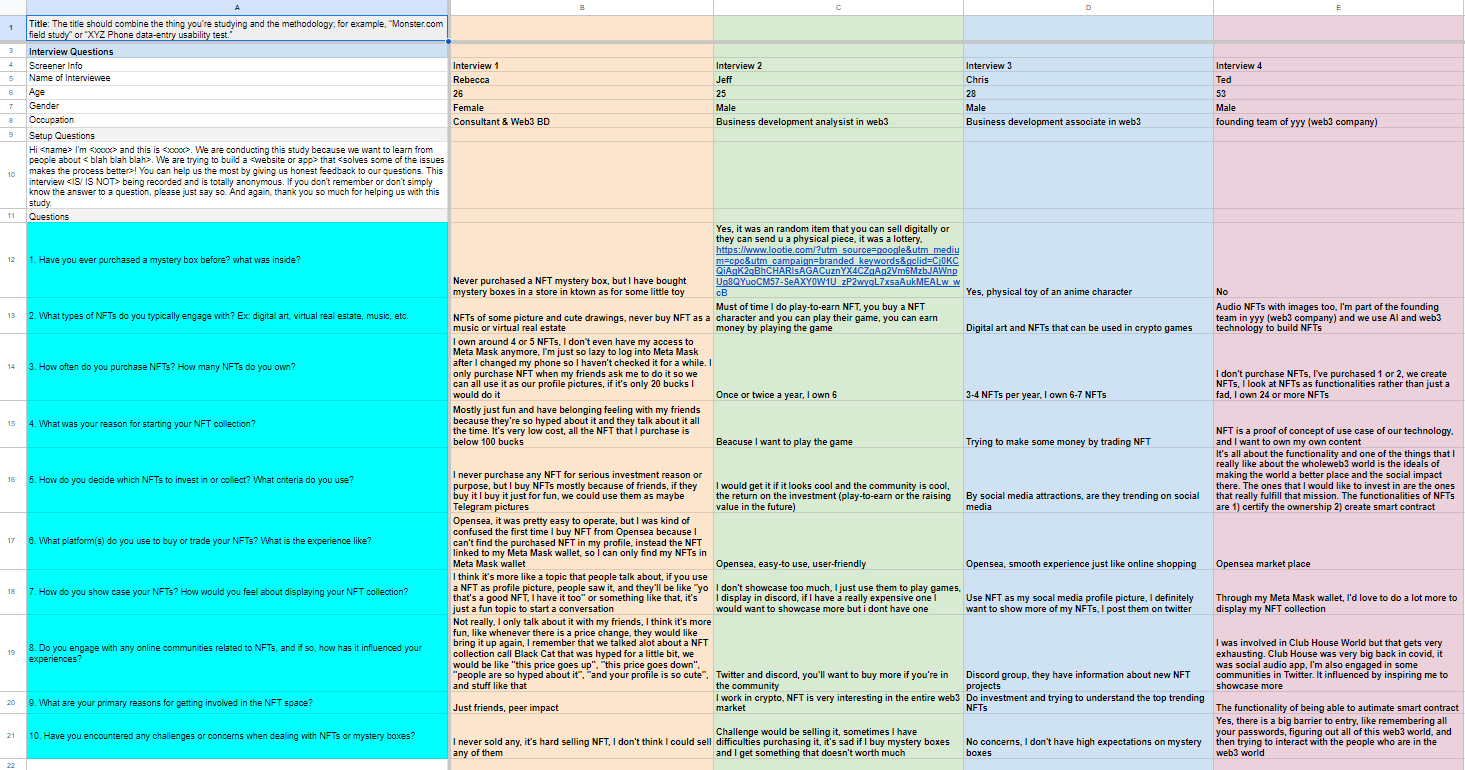 A B C D E
1 Title: The title should combine the thing you're studying and the methodology; for example, "Monster.com
field study" or "XYZ Phone data-entry usability test."
3 Interview Questions
4 Screener Info Interview 1 Interview 2 Interview 3 Interview 4
5 Name of Interviewee Rebecca Jeff Chris Ted
6 Age 26 25 28 53
7 Gender Female Male Male Male
8 Occupation Consultant & Web3 BD Business development analysist in web3 Business development associate in web3 founding team of yyy (web3 company)
9 Setup Questions
10 Hi <name> I'm <xxxx> and this is <xxxx>. We are conducting this study because we want to learn from
people about < blah blah blah>. We are trying to build a <website or app> that <solves some of the issues
makes the process better>! You can help us the most by giving us honest feedback to our questions. This
interview <IS/ IS NOT> being recorded and is totally anonymous. If you don't remember or don't simply
know the answer to a question, please just say so. And again, thank you so much for helping us with this
study.
11 Questions
12 1. Have you ever purchased a mystery box before? what was inside?
Never purchased a NFT mystery box, but I have bought
mystery boxes in a store in ktown as for some little toy
Yes, it was an random item that you can sell digitally or
they can send u a physical piece, it was a lottery,
https://www.lootie.com/?utm_source=google&utm_mediu
m=cpc&utm_campaign=branded_keywords&gclid=Cj0KC
Yes, physical toy of an anime character
No
13 2. What types of NFTs do you typically engage with? Ex: digital art, virtual real estate, music, etc.
NFTs of some picture and cute drawings, never buy NFT as a
music or virtual real estate
Must of time I do play-to-earn NFT, you buy a NFT
character and you can play their game, you can earn
money by playing the game
Digital art and NFTs that can be used in crypto games
Audio NFTs with images too, I'm part of the founding
team in yyy (web3 company) and we use AI and web3
technology to build NFTs
14 3. How often do you purchase NFTs? How many NFTs do you own?
I own around 4 or 5 NFTs, I don't even have my access to
Meta Mask anymore, I'm just so lazy to log into Meta Mask
after I changed my phone so I haven't checked it for a while. I
only purchase NFT when my friends ask me to do it so we
can all use it as our profile pictures, if it's only 20 bucks I
would do it
Once or twice a year, I own 6
3-4 NFTs per year, I own 6-7 NFTs
I don't purchase NFTs, I've purchased 1 or 2, we create
NFTs, I look at NFTs as functionalities rather than just a
fad, I own 24 or more NFTs
15 4. What was your reason for starting your NFT collection?
Mostly just fun and have belonging feeling with my friends
because they're so hyped about it and they talk about it all
the time. It's very low cost, all the NFT that I purchase is
below 100 bucks
Beacuse I want to play the game
Trying to make some money by trading NFT
NFT is a proof of concept of use case of our technology,
and I want to own my own content
16 5. How do you decide which NFTs to invest in or collect? What criteria do you use?
I never purchase any NFT for serious investment reason or
purpose, but I buy NFTs mostly because of friends, if they
buy it I buy it just for fun, we could use them as maybe
Telegram pictures
I would get it if it looks cool and the community is cool,
the return on the investment (play-to-earn or the raising
value in the future)
By social media attractions, are they trending on social
media
It's all about the functionality and one of the things that I
really like about the wholeweb3 world is the ideals of
making the world a better place and the social impact
there. The ones that I would like to invest in are the ones
that really fulfill that mission. The functionalities of NFTs
are 1) certify the ownership 2) create smart contract
17 6. What platform(s) do you use to buy or trade your NFTs? What is the experience like?
Opensea, it was pretty easy to operate, but I was kind of
confused the first time I buy NFT from Opensea because I
can't find the purchased NFT in my profile, instead the NFT
linked to my Meta Mask wallet, so I can only find my NFTs in
Meta Mask wallet
Opensea, easy-to use, user-friendly
Opensea, smooth experience just like online shopping
Opensea market place
18 7. How do you show case your NFTs? How would you feel about displaying your NFT collection?
I think it's more like a topic that people talk about, if you use
a NFT as profile picture, people saw it, and they'll be like "yo
that's a good NFT, I have it too" or something like that, it's
just a fun topic to start a conversation
I don't showcase too much, I just use them to play games,
I display in discord, if I have a really expensive one I
would want to showcase more but i dont have one
Use NFT as my socal media profile picture, I definitely
want to show more of my NFTs, I post them on twitter
Through my Meta Mask wallet, I'd love to do a lot more to
display my NFT collection
19 8. Do you engage with any online communities related to NFTs, and if so, how has it influenced your
experiences?
Not really, I only talk about it with my friends, I think it's more
fun, like whenever there is a price change, they would like
bring it up again, I remember that we talked alot about a NFT
collection call Black Cat that was hyped for a little bit, we
would be like "this price goes up", "this price goes down",
"people are so hyped about it", "and your profile is so cute",
and stuff like that
Twitter and discord, you'll want to buy more if you're in
the community
Discord group, they have information about new NFT
projects
I was involved in Club House World but that gets very
exhausting. Club House was very big back in covid, it
was social audio app, I'm also engaged in some
communities in Twitter. It influenced by inspiring me to
showcase more
20 9. What are your primary reasons for getting involved in the NFT space?
Just friends, peer impact
I work in crypto, NFT is very interesting in the entire web3
market
Do investment and trying to understand the top trending
NFTs
The functionality of being able to autimate smart contract
21 10. Have you encountered any challenges or concerns when dealing with NFTs or mystery boxes?
I never sold any, it's hard selling NFT, I don't think I could sell
any of them
Challenge would be selling it, sometimes I have
difficulties purchasing it, it's sad if I buy mystery boxes
and I get something that doesn't worth much
No concerns, I don't have high expectations on mystery
boxes
Yes, there is a big barrier to entry, like remembering all
your passwords, figuring out all of this web3 world, and
then trying to interact with the people who are in the
web3 world
22